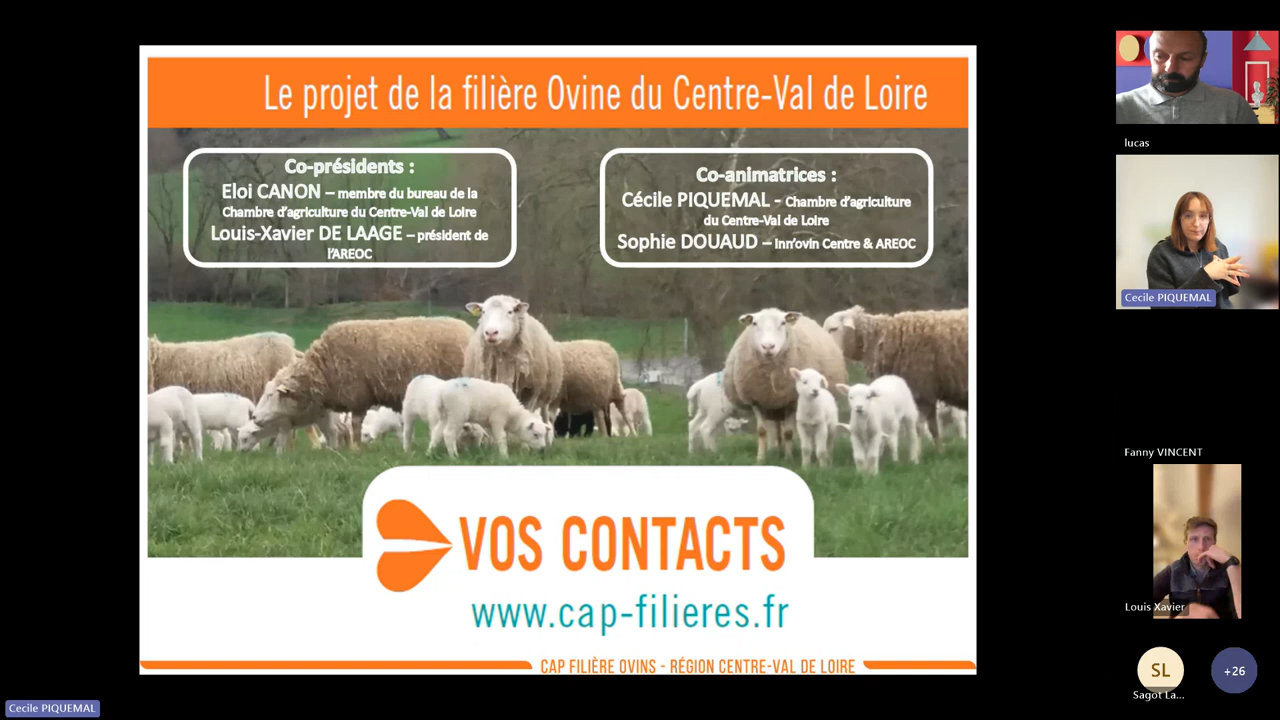 Le projet de la filière Ovine du Centre-Val de Loire
Co-présidents :
Eloi CANON – membre du bureau de la
Chambre d'agriculture du Centre-Val de Loire
Louis-Xavier DE LAAGE – président de
l'AREOC
Co-animatrices :
Cécile PIQUEMAL - Chambre d'agriculture
du Centre-Val de Loire
Sophie DOUAUD – Inn'ovin Centre & AREOC
VOS CONTACTS
www.cap-filieres.fr
CAP FILIÈRE OVINS - RÉGION CENTRE-VAL DE LOIRE
lucas
Cecile PIQUEMAL
Fanny VINCENT
Louis Xavier
SL
Sagot La...
+26
Cecile PIQUEMAL